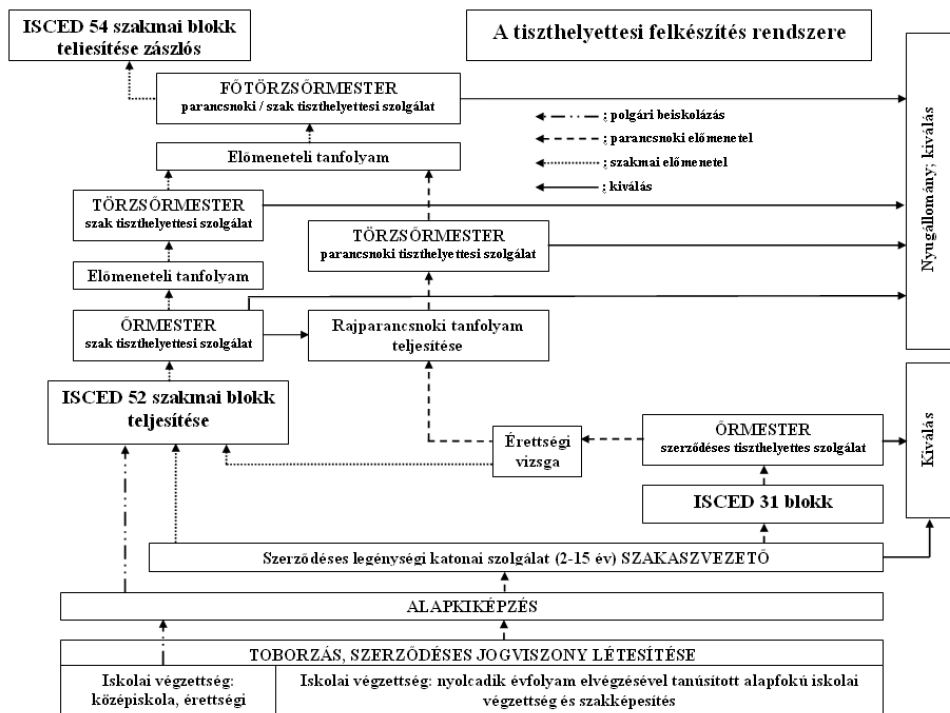 ISCED 54 szakmai blokk
teljesítése zászlós
A tiszthelyettesi felkészítés rendszere
FŐTÖRZSŐRMESTER
parancsnoki / szak tiszthelyettesi szolgálat
: polgári beiskolázás
: parancsnoki előmenetel
: szakmai előmenetel
: kiválás
Előmeneteli tanfolyam
TÖRZSŐRMESTER
szak tiszthelyettesi szolgálat
TÖRZSŐRMESTER
parancsnoki tiszthelyettesi szolgálat
Előmeneteli tanfolyam
ŐRMESTER
szak tiszthelyettesi szolgálat
Rajparancsnoki tanfolyam
teljesítése
Nyugállomány; kiválás
ISCED 52 szakmai blokk
teljesítése
Érettségi
vizsga
ŐRMESTER
szerződéses tiszthelyettes szolgálat
Kiválás
ISCED 31 blokk
Szerződéses legénységi katonai szolgálat (2-15 év) SZAKASZVEZETŐ
ALAPKIKÉPZÉS
TOBORZÁS, SZERZŐDÉSES JOGVISZONY LÉTESÍTÉSE
Iskolai végzettség:
középiskola, érettségi
Iskolai végzettség: nyolcadik évfolyam elvégzésével tanúsított alapfokú iskolai
végzettség és szakképesítés